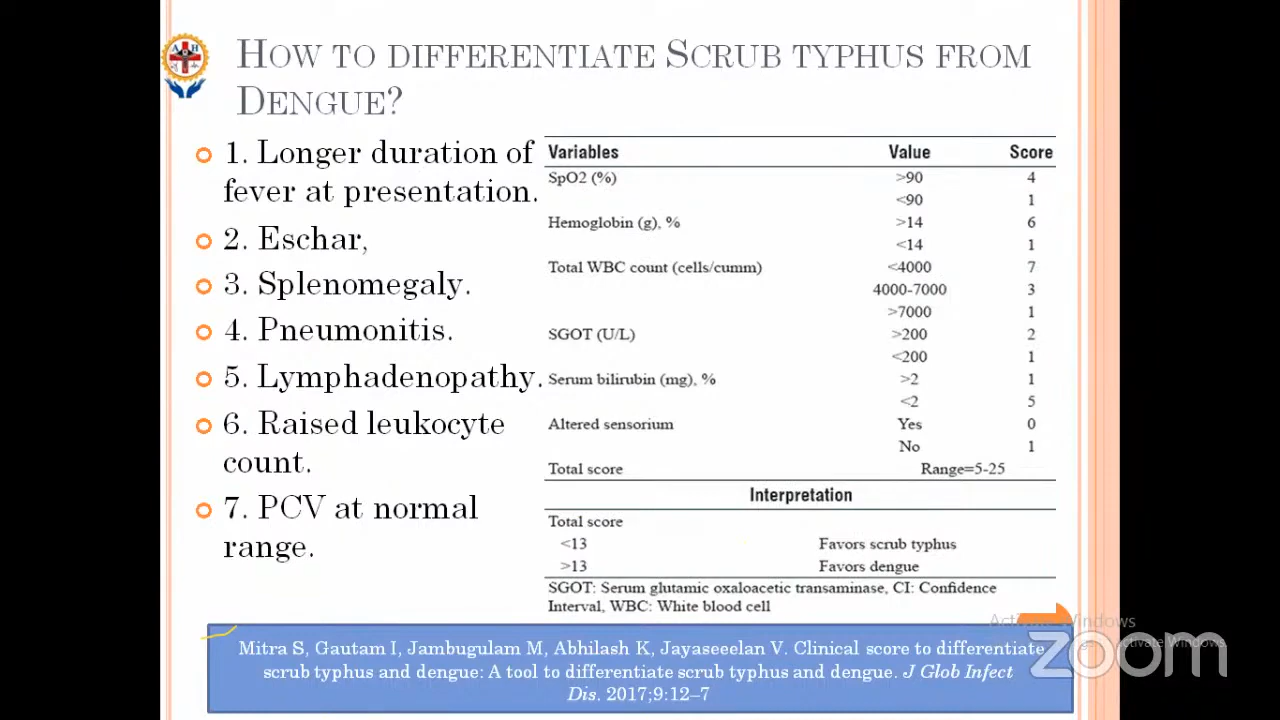 HOW TO DIFFERENTIATE SCRUB TYPHUS FROM
DENGUE?
1. Longer duration of
fever at presentation.
2. Eschar,
3. Splenomegaly.
4. Pneumonitis.
5. Lymphadenopathy.
6. Raised leukocyte
count.
7. PCV at normal
range.
Variables Value Score
SpO2 (%) >90 4
<90 1
Hemoglobin (g), % >14 6
<14 1
Total WBC count (cells/cumm) <4000 7
4000-7000 3
>7000 1
SGOT (U/L) >200 2
<200 1
Serum bilirubin (mg), % >2 1
<2 5
Altered sensorium Yes 0
No 1
Total score Range=5-25
Interpretation
Total score
<13 Favors scrub typhus
>13 Favors dengue
SGOT: Serum glutamic oxaloacetic transaminase, CI: Confidence
Interval, WBC: White blood cell
Mitra S, Gautam I, Jambugulam M, Abhilash K, Jayaseeelan V. Clinical score to differentiate
scrub typhus and dengue: A tool to differentiate scrub typhus and dengue. J Glob Infect
Dis. 2017;9:12–7
A H
Activate Windows
zoom
Activate Windows